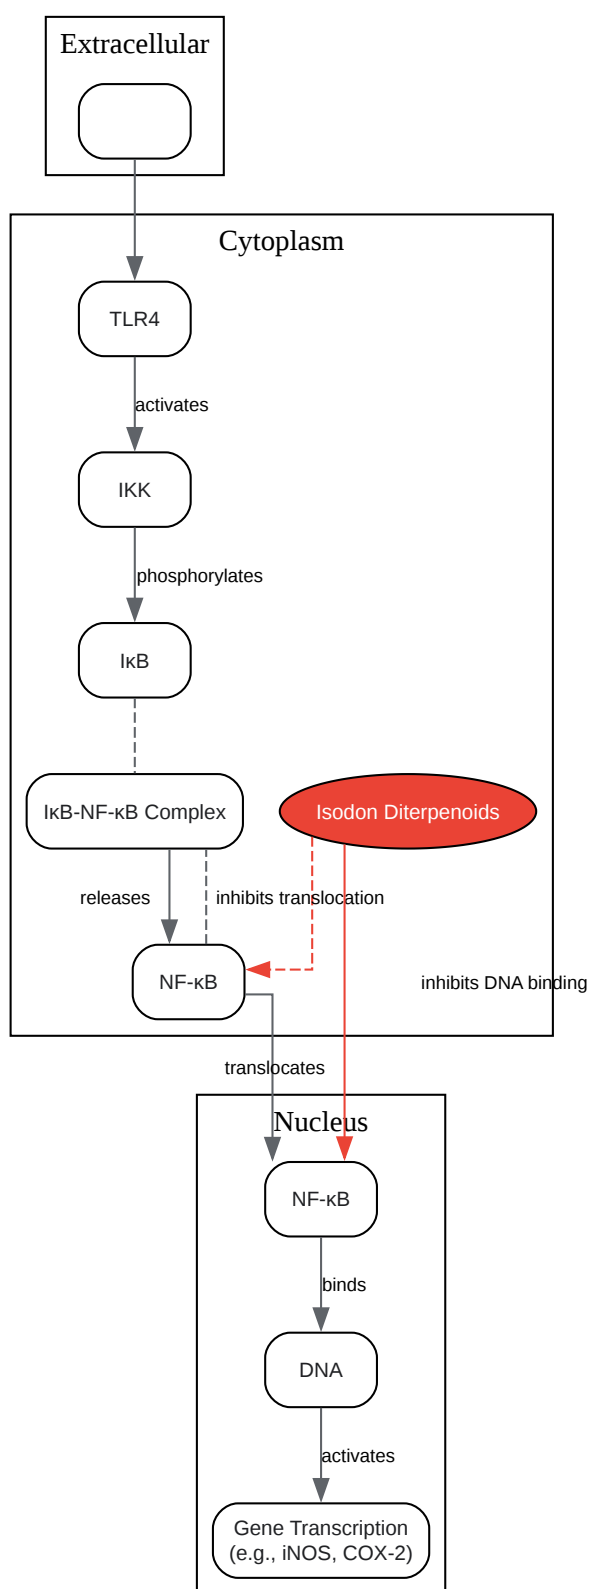 Extracellular
Cytoplasm
TLR4
activates
IKK
phosphorylates
IκB
IκB-NF-κB Complex
Isodon Diterpenoids
releases
inhibits translocation
NF-κB
inhibits DNA binding
translocates
Nucleus
NF-κB
binds
DNA
activates
Gene Transcription
(e.g., iNOS, COX-2)